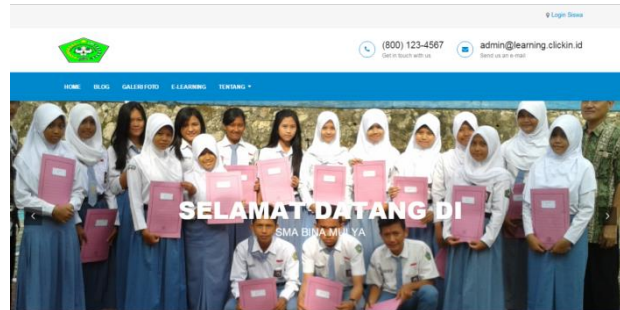 Login Siswa
(800) 123-4567
Get in touch with us
admin@learning.clickin.id
Send us an e-mail
HOME BLOG GALERI FOTO E-LEARNING TENTANG
SELAMAT DATANG DI
SMA BINA MULYA